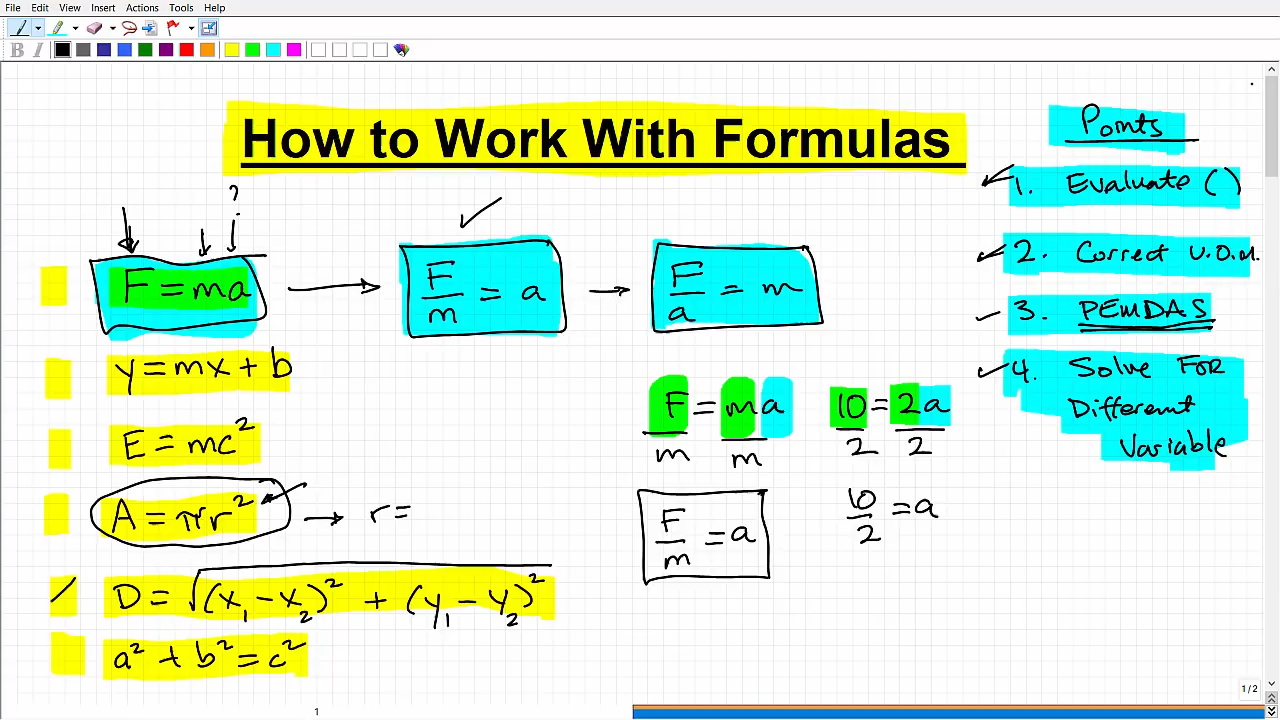 File Edit View Insert Actions Tools Help
B I
How to Work With Formulas
Points
1. Evaluate ( )
2. Correct U.O.M.
3. PEMDAS
4. Solve For
Different
Variable
?
F = ma
F/m = a
F/a = m
y = mx + b
E = mc²
A = πr² → r =
D = √(x₁ - x₂)² + (y₁ - y₂)²
a² + b² = c²
F = ma
m m
F/m = a
10 = 2a
2 2
10/2 = a
1/2
1